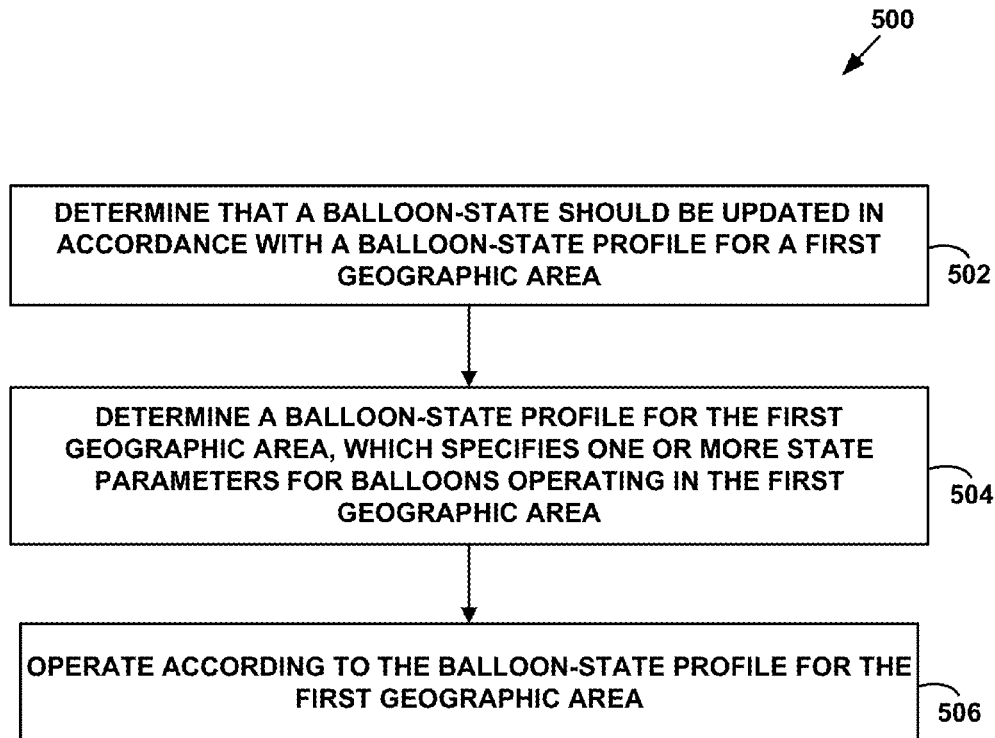 500
DETERMINE THAT A BALLOON-STATE SHOULD BE UPDATED IN
ACCORDANCE WITH A BALLOON-STATE PROFILE FOR A FIRST
GEOGRAPHIC AREA
502
DETERMINE A BALLOON-STATE PROFILE FOR THE FIRST
GEOGRAPHIC AREA, WHICH SPECIFIES ONE OR MORE STATE
PARAMETERS FOR BALLOONS OPERATING IN THE FIRST
GEOGRAPHIC AREA
504
OPERATE ACCORDING TO THE BALLOON-STATE PROFILE FOR THE
FIRST GEOGRAPHIC AREA
506